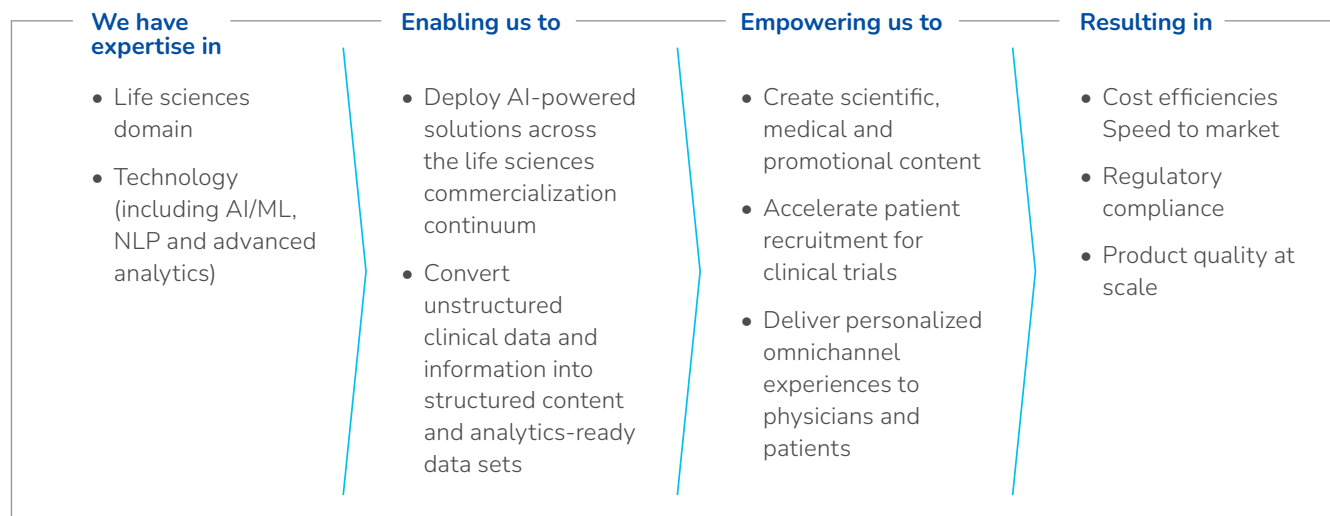 We have
expertise in
• Life sciences
domain
• Technology
(including AI/ML,
NLP and advanced
analytics)
Enabling us to
• Deploy AI-powered
solutions across
the life sciences
commercialization
continuum
• Convert
unstructured
clinical data and
information into
structured content
and analytics-ready
data sets
Empowering us to
• Create scientific,
medical and
promotional content
• Accelerate patient
recruitment for
clinical trials
• Deliver personalized
omnichannel
experiences to
physicians and
patients
Resulting in
• Cost efficiencies
Speed to market
• Regulatory
compliance
• Product quality at
scale